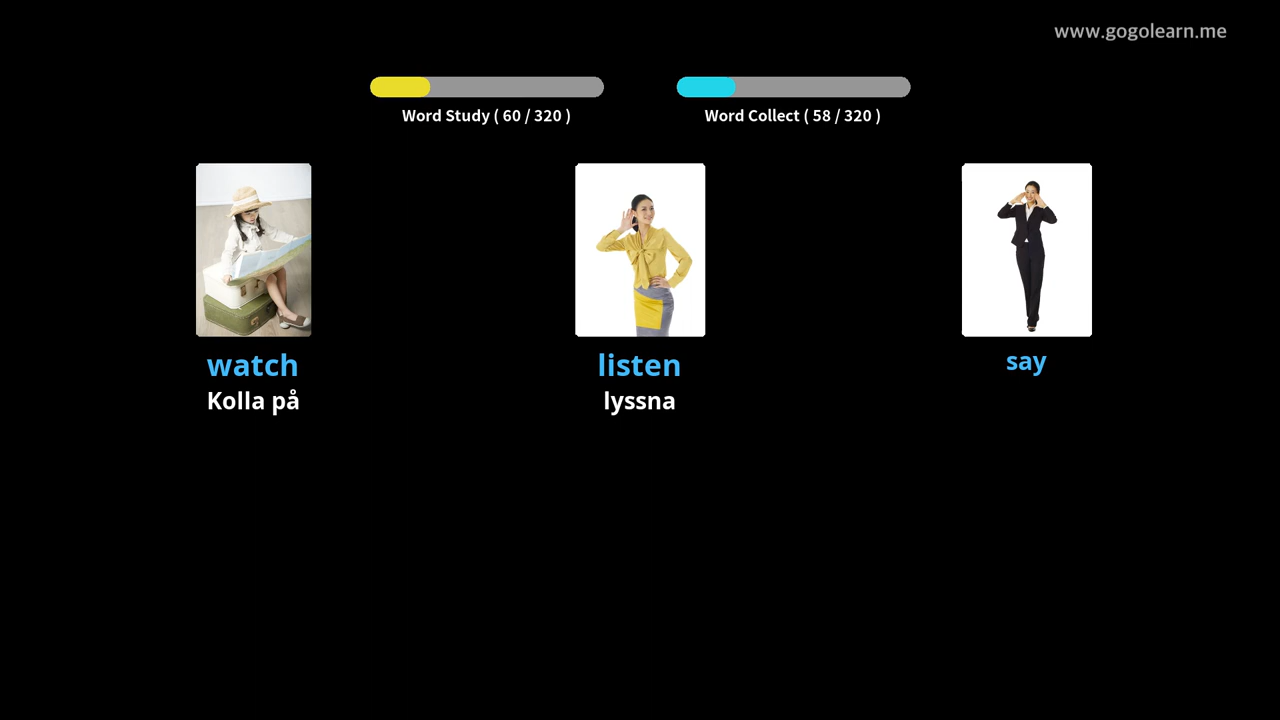 www.gogolearn.me
Word Study ( 60 / 320 )
Word Collect ( 58 / 320 )
watch
Kolla på
listen
lyssna
say